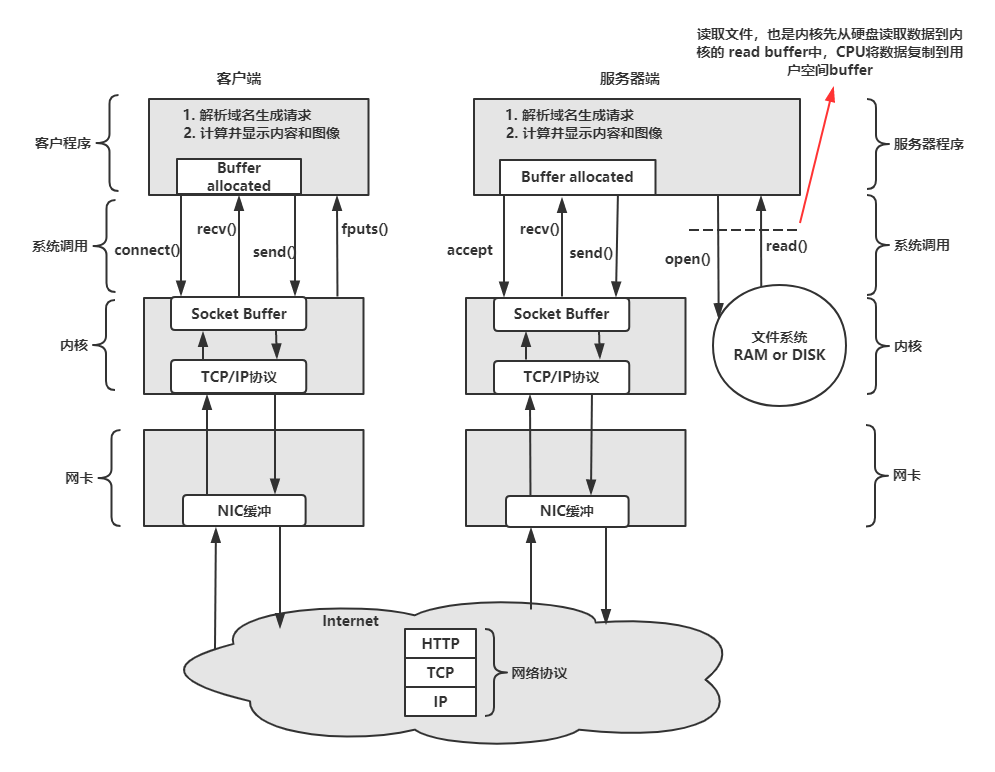 读取文件，也是内核先从硬盘读取数据到内
核的 read buffer中，CPU将数据复制到用
户空间buffer
客户端
服务器端
客户程序
1. 解析域名生成请求
2. 计算并显示内容和图像
Buffer
allocated
1. 解析域名生成请求
2. 计算并显示内容和图像
Buffer allocated
服务器程序
系统调用
connect()
recv()
send()
fputs()
accept
recv()
send()
open()
read()
系统调用
内核
Socket Buffer
TCP/IP协议
Socket Buffer
TCP/IP协议
文件系统
RAM or DISK
内核
网卡
NIC缓冲
NIC缓冲
网卡
Internet
HTTP
TCP
IP
网络协议